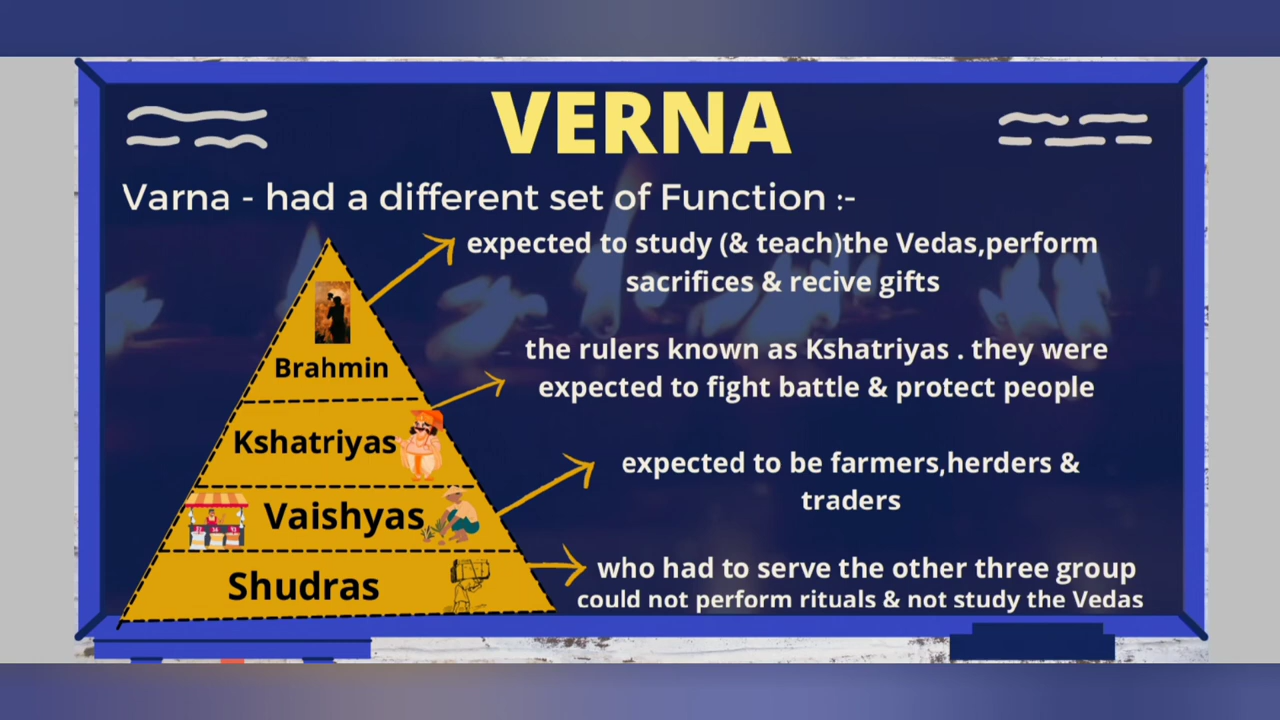 VERNA
Varna - had a different set of Function :-
expected to study (& teach)the Vedas,perform
sacrifices & recive gifts
Brahmin
the rulers known as Kshatriyas . they were
expected to fight battle & protect people
Kshatriyas
expected to be farmers,herders &
traders
Vaishyas
who had to serve the other three group
could not perform rituals & not study the Vedas
Shudras